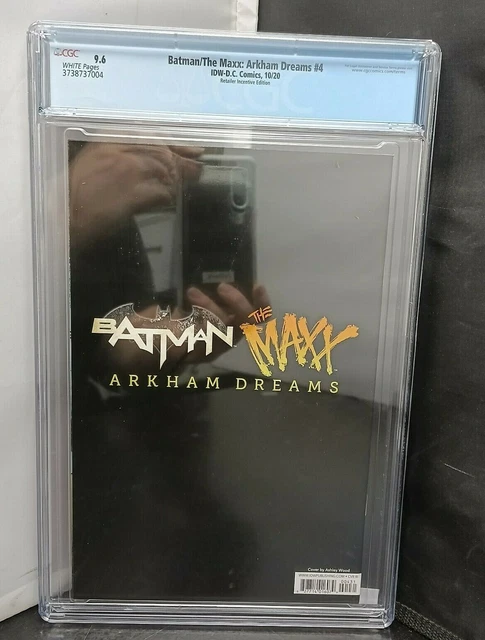 CGC 9.6 Batman/The Maxx: Arkham Dreams #4
WHITE Pages IDW-D.C. Comics, 10/20
3738737004 Retailer Incentive Edition
BATMAN THE MAXX
ARKHAM DREAMS
Cover by Ashley Wood